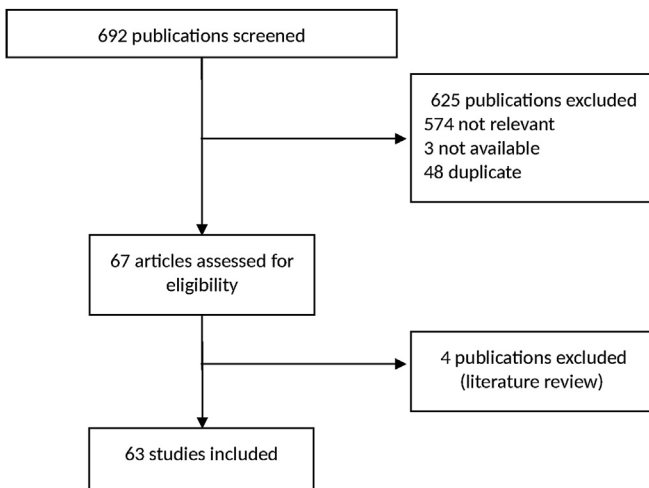 692 publications screened
625 publications excluded
574 not relevant
3 not available
48 duplicate
67 articles assessed for
eligibility
4 publications excluded
(literature review)
63 studies included